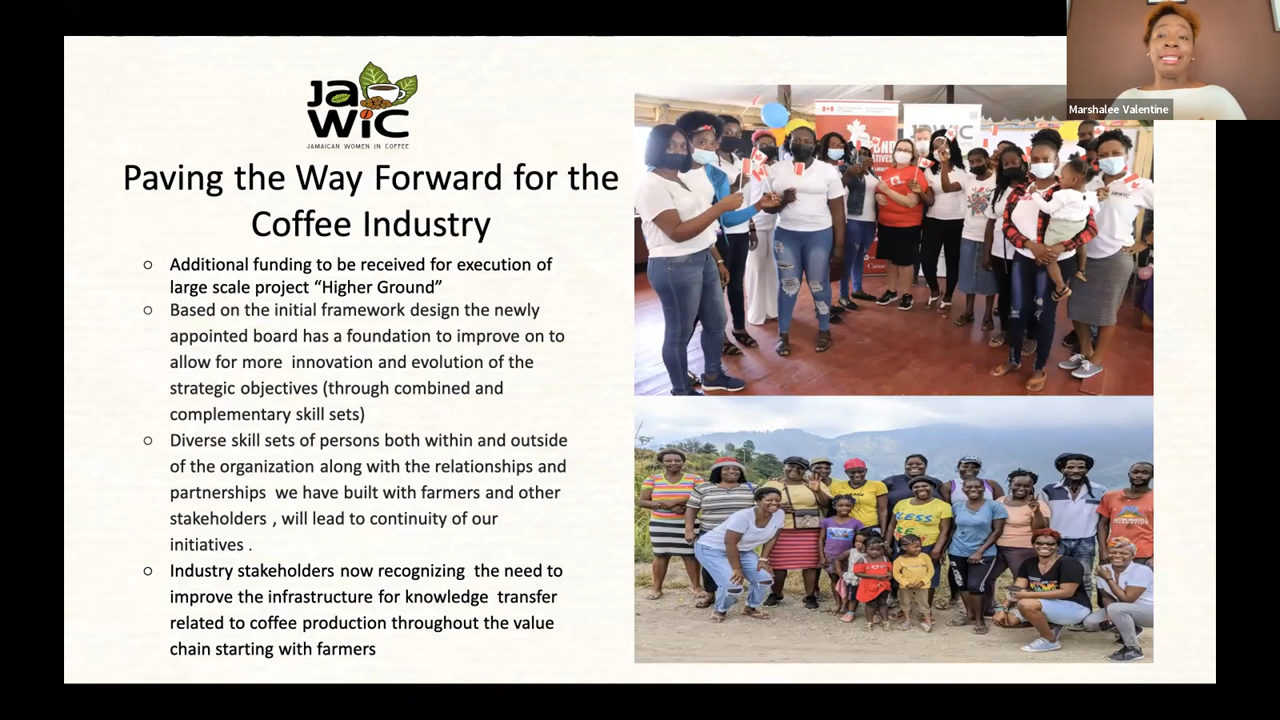 JaWiC
JAMAICAN WOMEN IN COFFEE
Paving the Way Forward for the
Coffee Industry
○ Additional funding to be received for execution of
large scale project “Higher Ground”
○ Based on the initial framework design the newly
appointed board has a foundation to improve on to
allow for more innovation and evolution of the
strategic objectives (through combined and
complementary skill sets)
○ Diverse skill sets of persons both within and outside
of the organization along with the relationships and
partnerships we have built with farmers and other
stakeholders , will lead to continuity of our
initiatives .
○ Industry stakeholders now recognizing the need to
improve the infrastructure for knowledge transfer
related to coffee production throughout the value
chain starting with farmers
Marshalee Valentine